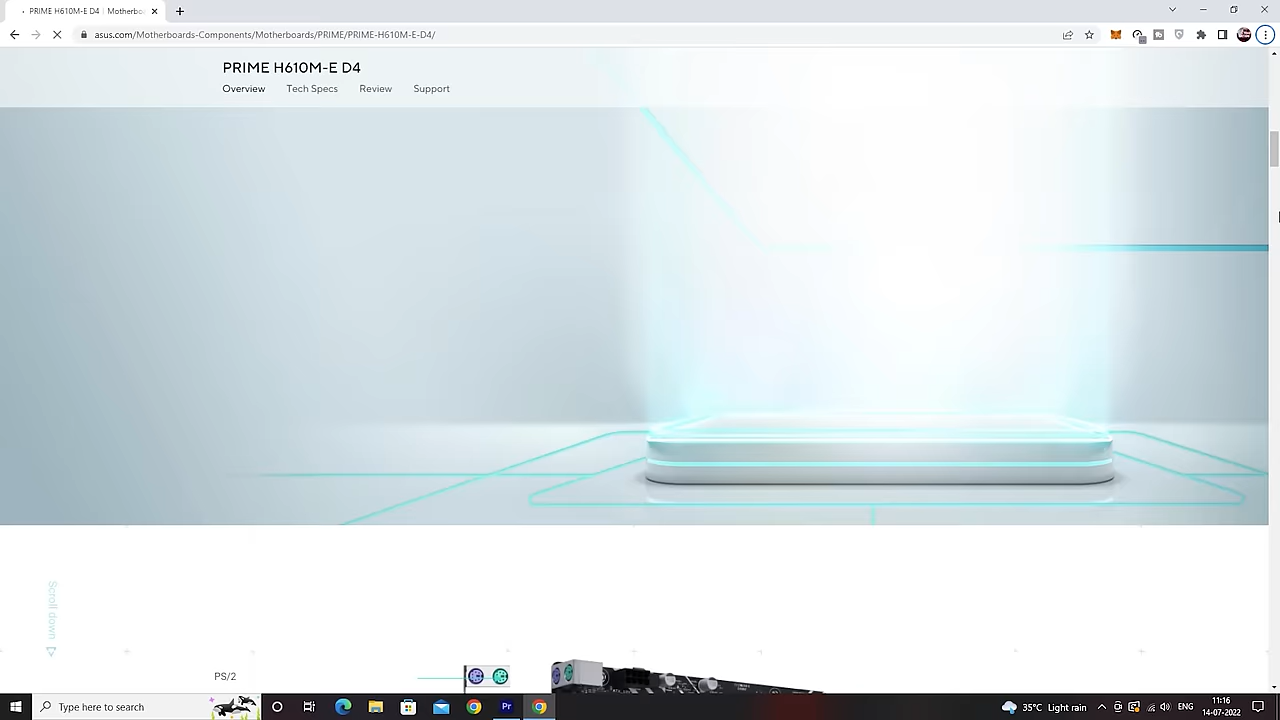 PRIME H610M-E D4 | Motherbo
asus.com/Motherboards-Components/Motherboards/PRIME/PRIME-H610M-E-D4/
PRIME H610M-E D4
Overview Tech Specs Review Support
Scroll down
PS/2
Type here to search
Pr
35°C Light rain
ENG
11:16
14-07-2022